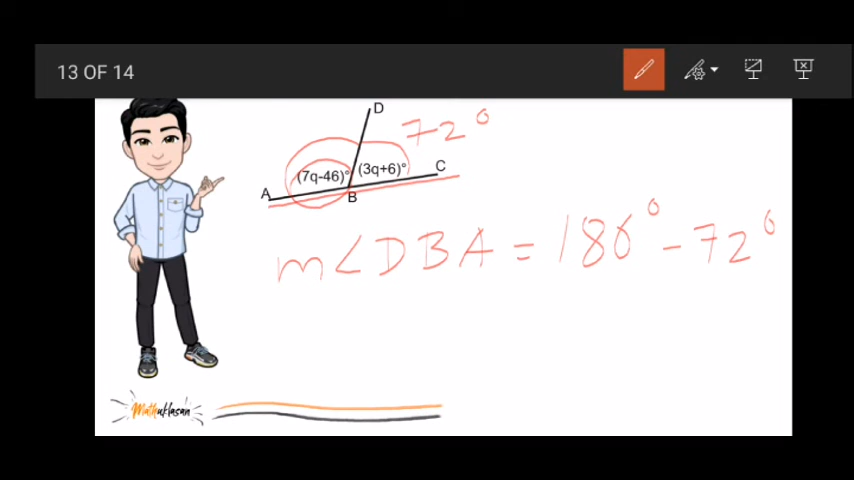 13 OF 14
D
72°
(7q-46)° (3q+6)°
C
A
B
m∠DBA = 180° - 72°
Mathuklasan